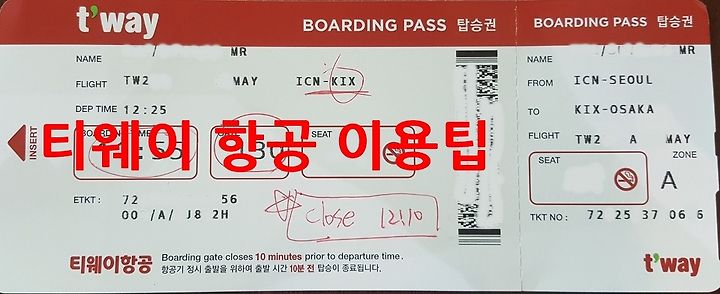 t'way
BOARDING PASS 탑승권
BOARDING PASS 탑승권
NAME / MR
FLIGHT TW2 MAY ICN-KIX
DEP TIME 12:25
INSERT
BOARDING TIME :55
130
SEAT
티웨이 항공 이용팁
ETKT : 72 56
00 /A/ J8 2H
close 12:10
티웨이항공
Boarding gate closes 10 minutes prior to departure time.
항공기 정시 출발을 위하여 출발 시간 10분 전 탑승이 종료됩니다.
NAME / MR
FROM ICN-SEOUL
TO KIX-OSAKA
FLIGHT TW2 A MAY
SEAT
ZONE
A
TKT NO : 72 25 37 06 6
t'way